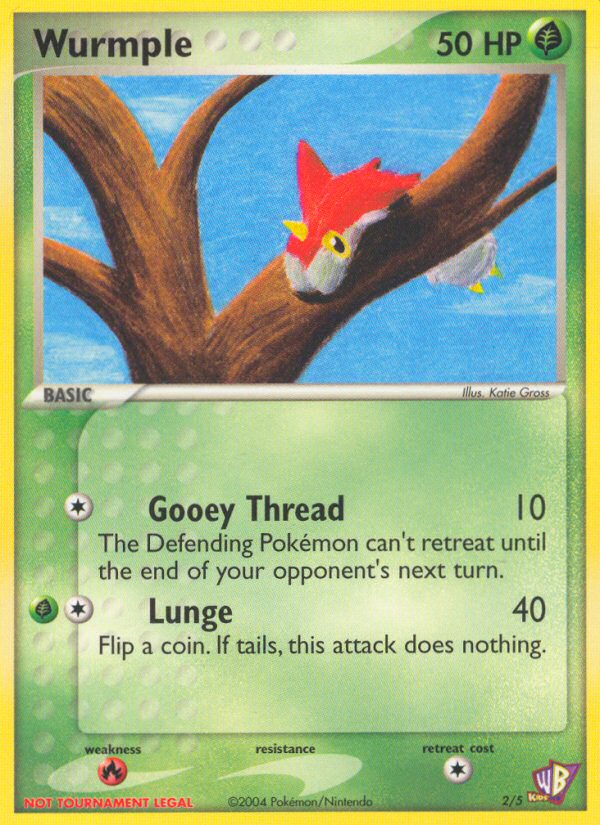 Wurmple 50 HP
BASIC Illus. Katie Gross
Gooey Thread 10
The Defending Pokémon can't retreat until
the end of your opponent's next turn.
Lunge 40
Flip a coin. If tails, this attack does nothing.
weakness resistance retreat cost
NOT TOURNAMENT LEGAL ©2004 Pokémon/Nintendo 2/5 WB Kids